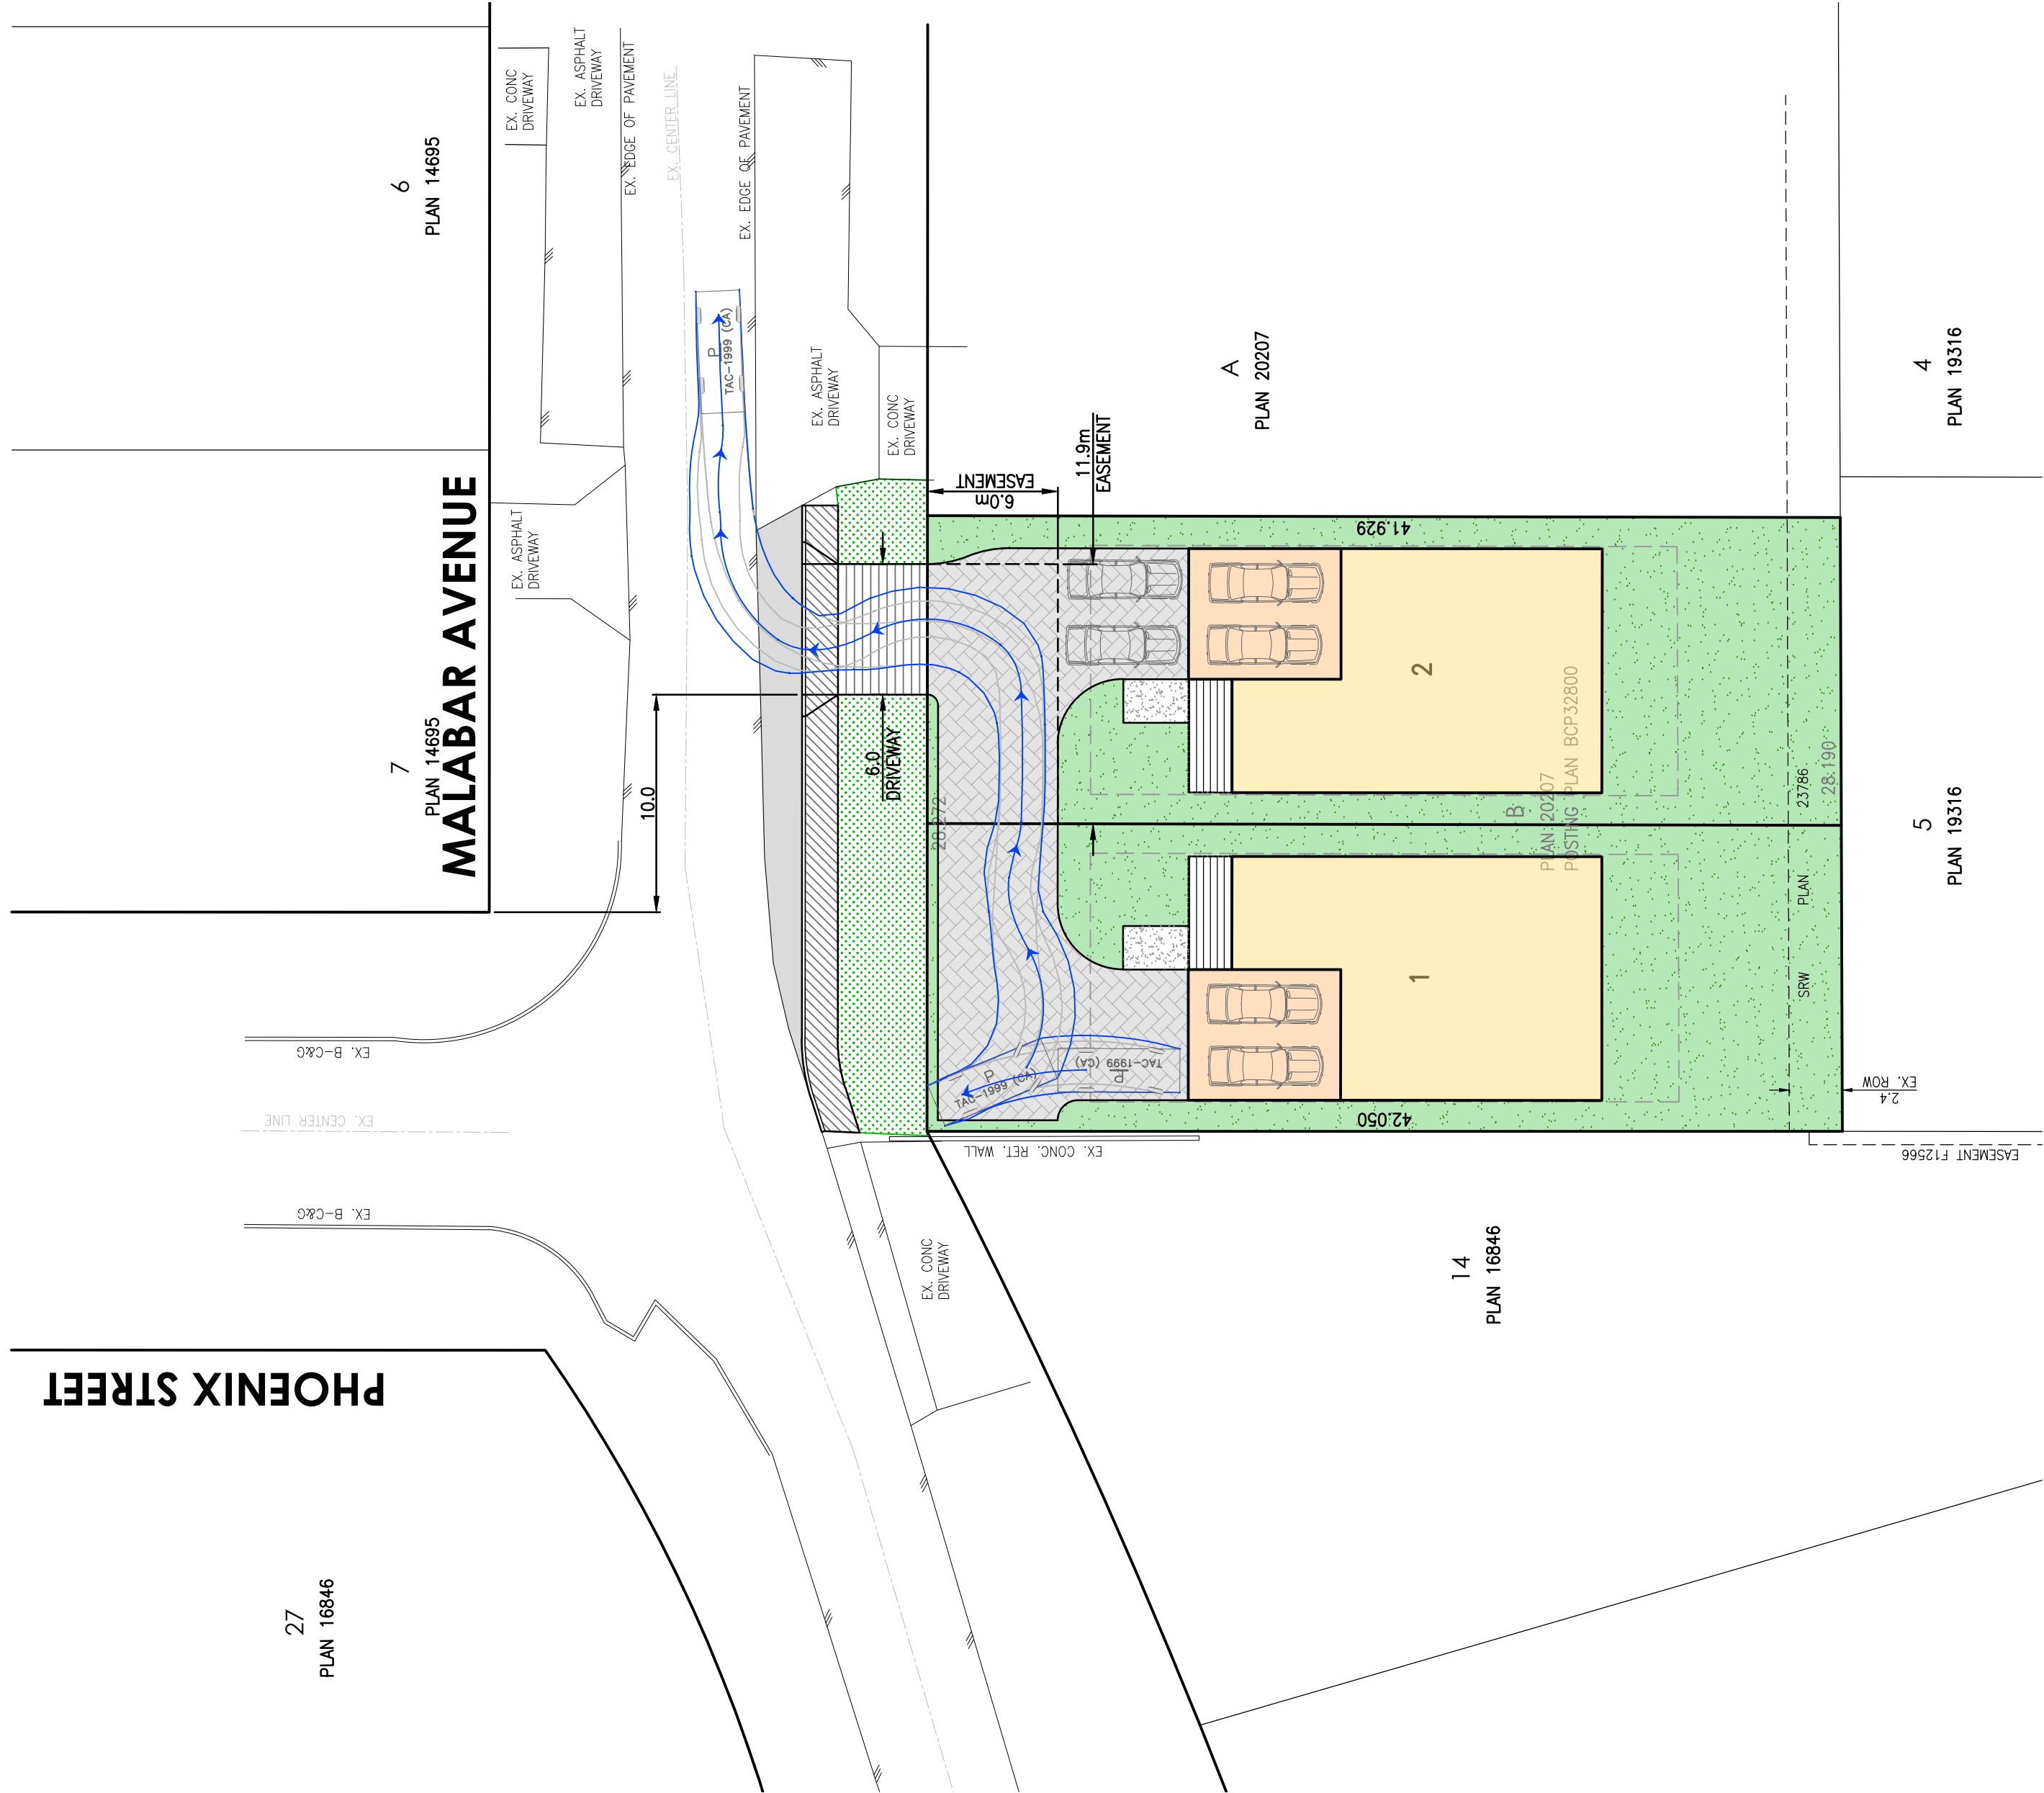 EX. CONC
DRIVEWAY
EX. ASPHALT
DRIVEWAY
EX. EDGE OF PAVEMENT
EX. CENTER LINE
EX. EDGE OF PAVEMENT
6
PLAN 14695
7
PLAN 14695
MALABAR AVENUE
EX. ASPHALT
DRIVEWAY
P
TAC-1999 (CA)
EX. ASPHALT
DRIVEWAY
EX. CONC
DRIVEWAY
6.0m
EASEMENT
11.9m
EASEMENT
A
PLAN 20207
4
PLAN 19316
41.929
10.0
6.0
DRIVEWAY
28.272
2
B
PLAN 20207
POSTING PLAN BCP32800
23786
28.190
PLAN
SRW
5
PLAN 19316
1
P
TAC-1999 (CA)
P
TAC-1999 (CA)
42.050
2.4
EX. ROW
EASEMENT F12566
EX. CONC. RET. WALL
EX. B-C&G
EX. CENTER LINE
EX. B-C&G
EX. CONC
DRIVEWAY
14
PLAN 16846
PHOENIX STREET
27
PLAN 16846